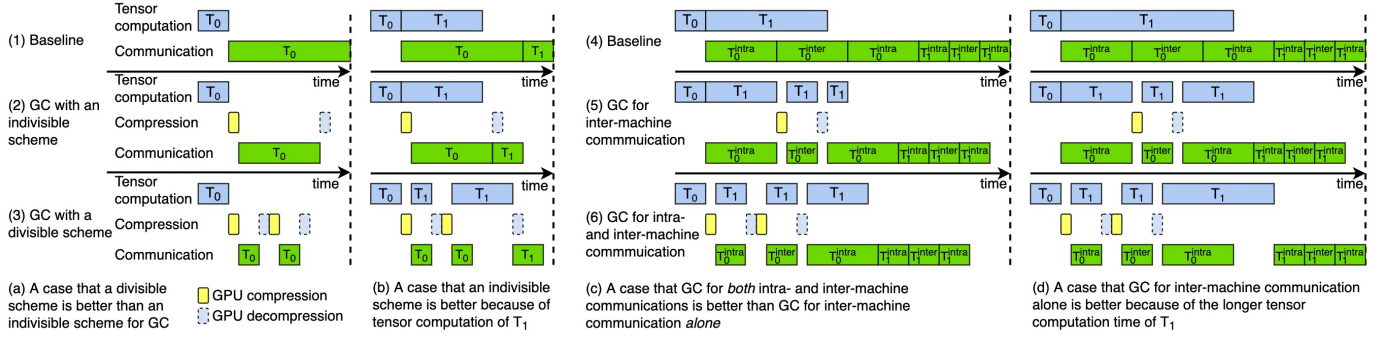 Tensor
computation
T0
T0 T1
(1) Baseline
Communication
T0
T0 T1
time
time
Tensor
computation
T0
T0 T1
(2) GC with an
indivisible
scheme
Compression
Communication
T0
T0 T1
time
time
Tensor
computation
T0
T0 T1 T1
(3) GC with a
divisible scheme
Compression
Communication
T0 T0
T0 T0 T1
(a) A case that a divisible
scheme is better than an
indivisible scheme for GC
GPU compression
GPU decompression
(b) A case that an indivisible
scheme is better because of
tensor computation of T1
T0 T1
T0 T1
(4) Baseline
T0intra T0inter T0intra T1intra T1inter T1intra
T0intra T0inter T0intra T1intra T1inter T1intra
time
time
T0 T1 T1 T1
T0 T1 T1 T1
(5) GC for
inter-machine
commmunication
T0intra T0inter T0intra T1intra T1inter T1intra
T0intra T0inter T0intra T1intra T1inter T1intra
time
time
T0 T1 T1 T1
T0 T1 T1 T1
(6) GC for intra-
and inter-machine
commmunication
T0intra T0inter T0intra T1intra T1inter T1intra
T0intra T0inter T0intra T1intra T1inter T1intra
(c) A case that GC for both intra- and inter-machine
communications is better than GC for inter-machine
communication alone
(d) A case that GC for inter-machine communication
alone is better because of the longer tensor
computation time of T1